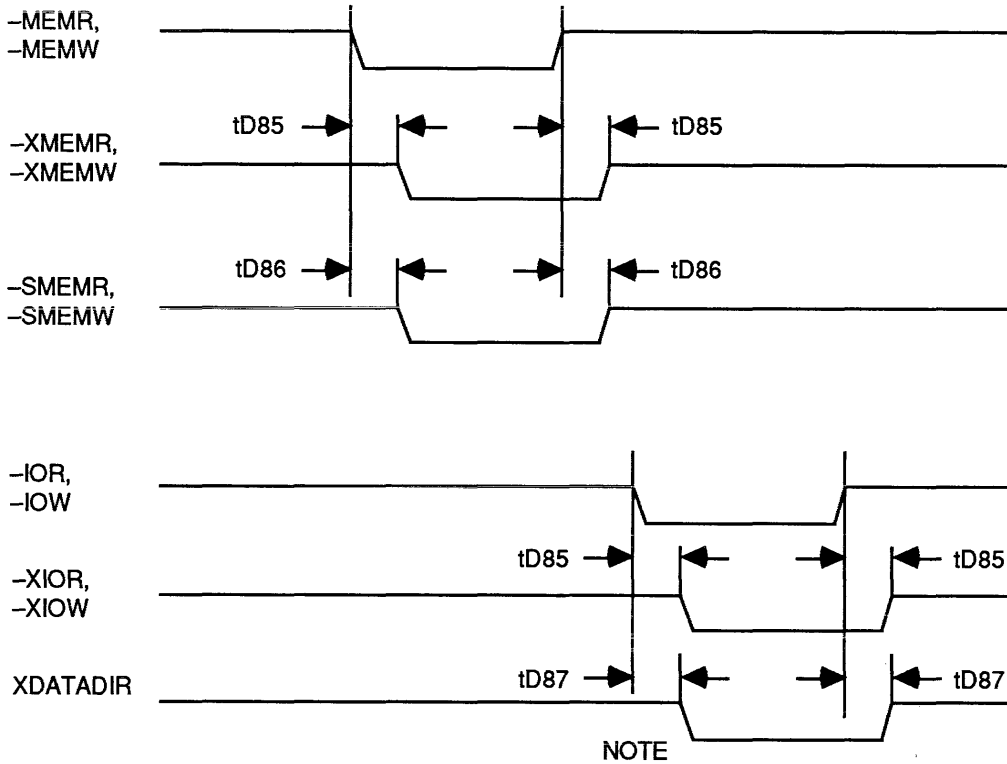 –MEMR,
–MEMW
tD85
tD85
–XMEMR,
–XMEMW
tD86
tD86
–SMEMR,
–SMEMW
–IOR,
–IOW
tD85
tD85
–XIOR,
–XIOW
tD87
tD87
XDATADIR
NOTE